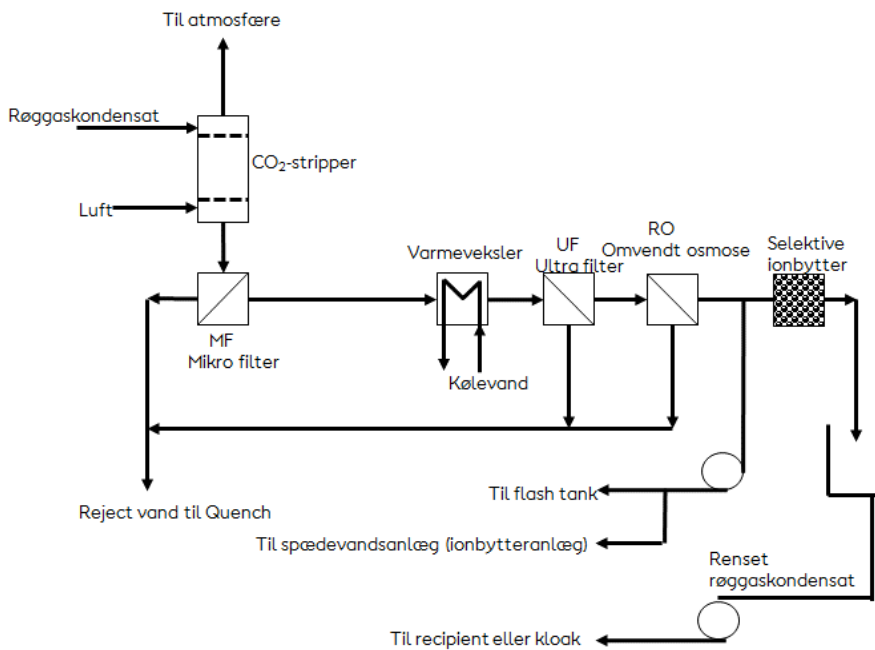 Til atmosfære
Røggaskondensat
CO₂-stripper
Luft
MF
Mikro filter
Varmeveksler
Kølevand
UF
Ultra filter
RO
Omvendt osmose
Selektive
ionbytter
Reject vand til Quench
Til flash tank
Til spædevandsanlæg (ionbytteranlæg)
Renset
røggaskondensat
Til recipient eller kloak